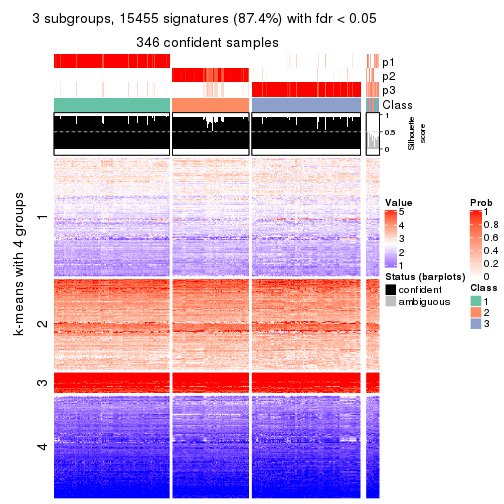 3 subgroups, 15455 signatures (87.4%) with fdr < 0.05
346 confident samples
p1
p2
p3
Class
1
0.5
0
Silhouette
score
k-means with 4 groups
1
2
3
4
Value
5
4
3
2
1
Status (barplots)
confident
ambiguous
Prob
1
0.8
0.6
0.4
0.2
0
Class
1
2
3